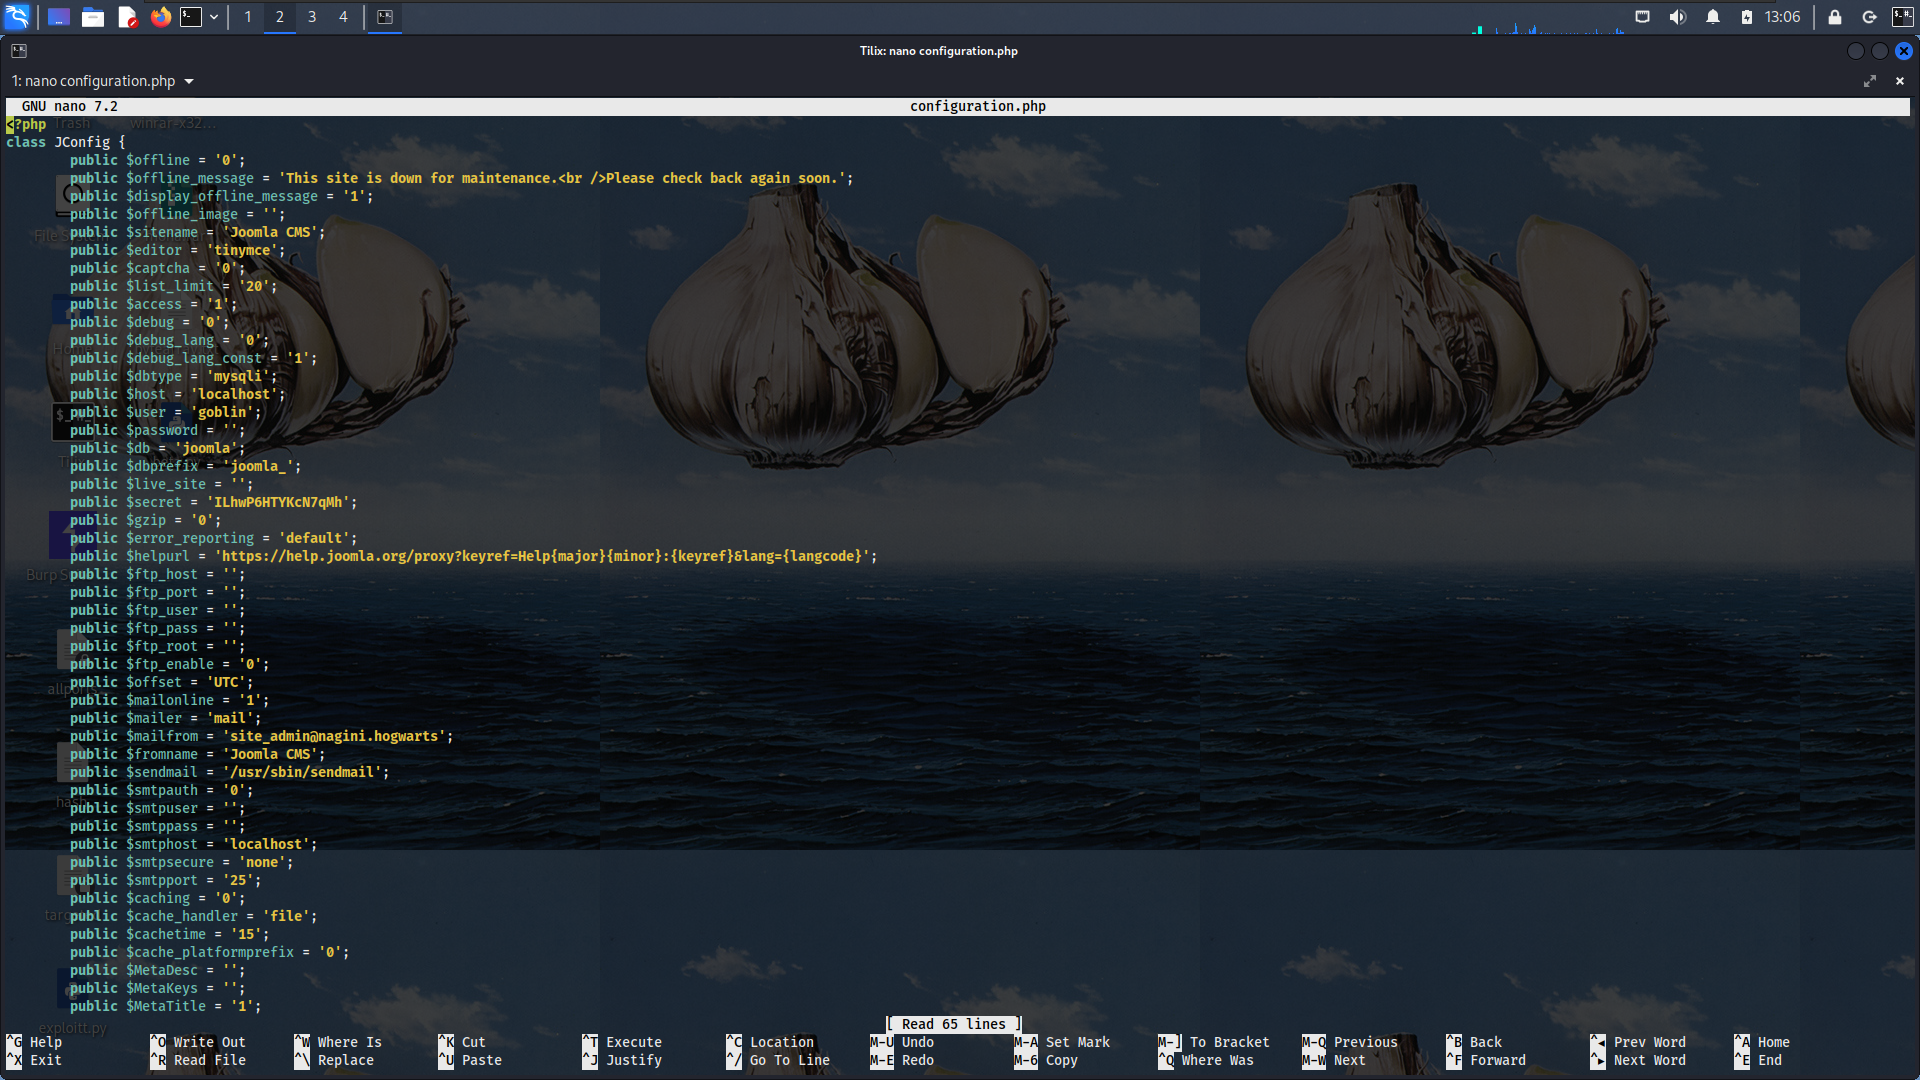 1
2
3
4
13:06
Tilix: nano configuration.php
1: nano configuration.php
GNU nano 7.2 configuration.php
<?php
class JConfig {
public $offline = '0';
public $offline_message = 'This site is down for maintenance.<br />Please check back again soon.';
public $display_offline_message = '1';
public $offline_image = '';
public $sitename = 'Joomla CMS';
public $editor = 'tinymce';
public $captcha = '0';
public $list_limit = '20';
public $access = '1';
public $debug = '0';
public $debug_lang = '0';
public $debug_lang_const = '1';
public $dbtype = 'mysqli';
public $host = 'localhost';
public $user = 'goblin';
public $password = '';
public $db = 'joomla';
public $dbprefix = 'joomla_';
public $live_site = '';
public $secret = 'ILhwP6HTYKcN7qMh';
public $gzip = '0';
public $error_reporting = 'default';
public $helpurl = 'https://help.joomla.org/proxy?keyref=Help{major}{minor}:{keyref}&lang={langcode}';
public $ftp_host = '';
public $ftp_port = '';
public $ftp_user = '';
public $ftp_pass = '';
public $ftp_root = '';
public $ftp_enable = '0';
public $offset = 'UTC';
public $mailonline = '1';
public $mailer = 'mail';
public $mailfrom = 'site_admin@nagini.hogwarts';
public $fromname = 'Joomla CMS';
public $sendmail = '/usr/sbin/sendmail';
public $smtpauth = '0';
public $smtpuser = '';
public $smtppass = '';
public $smtphost = 'localhost';
public $smtpsecure = 'none';
public $smtpport = '25';
public $caching = '0';
public $cache_handler = 'file';
public $cachetime = '15';
public $cache_platformprefix = '0';
public $MetaDesc = '';
public $MetaKeys = '';
public $MetaTitle = '1';
Trash winrar-x32...
exploitt.py
[ Read 65 lines ]
^G Help ^O Write Out ^W Where Is ^K Cut ^T Execute ^C Location M-U Undo M-A Set Mark M-] To Bracket M-Q Previous ^B Back ^◂ Prev Word ^A Home
^X Exit ^R Read File ^\ Replace ^U Paste ^J Justify ^/ Go To Line M-E Redo M-6 Copy ^Q Where Was M-W Next ^F Forward ^▸ Next Word ^E End